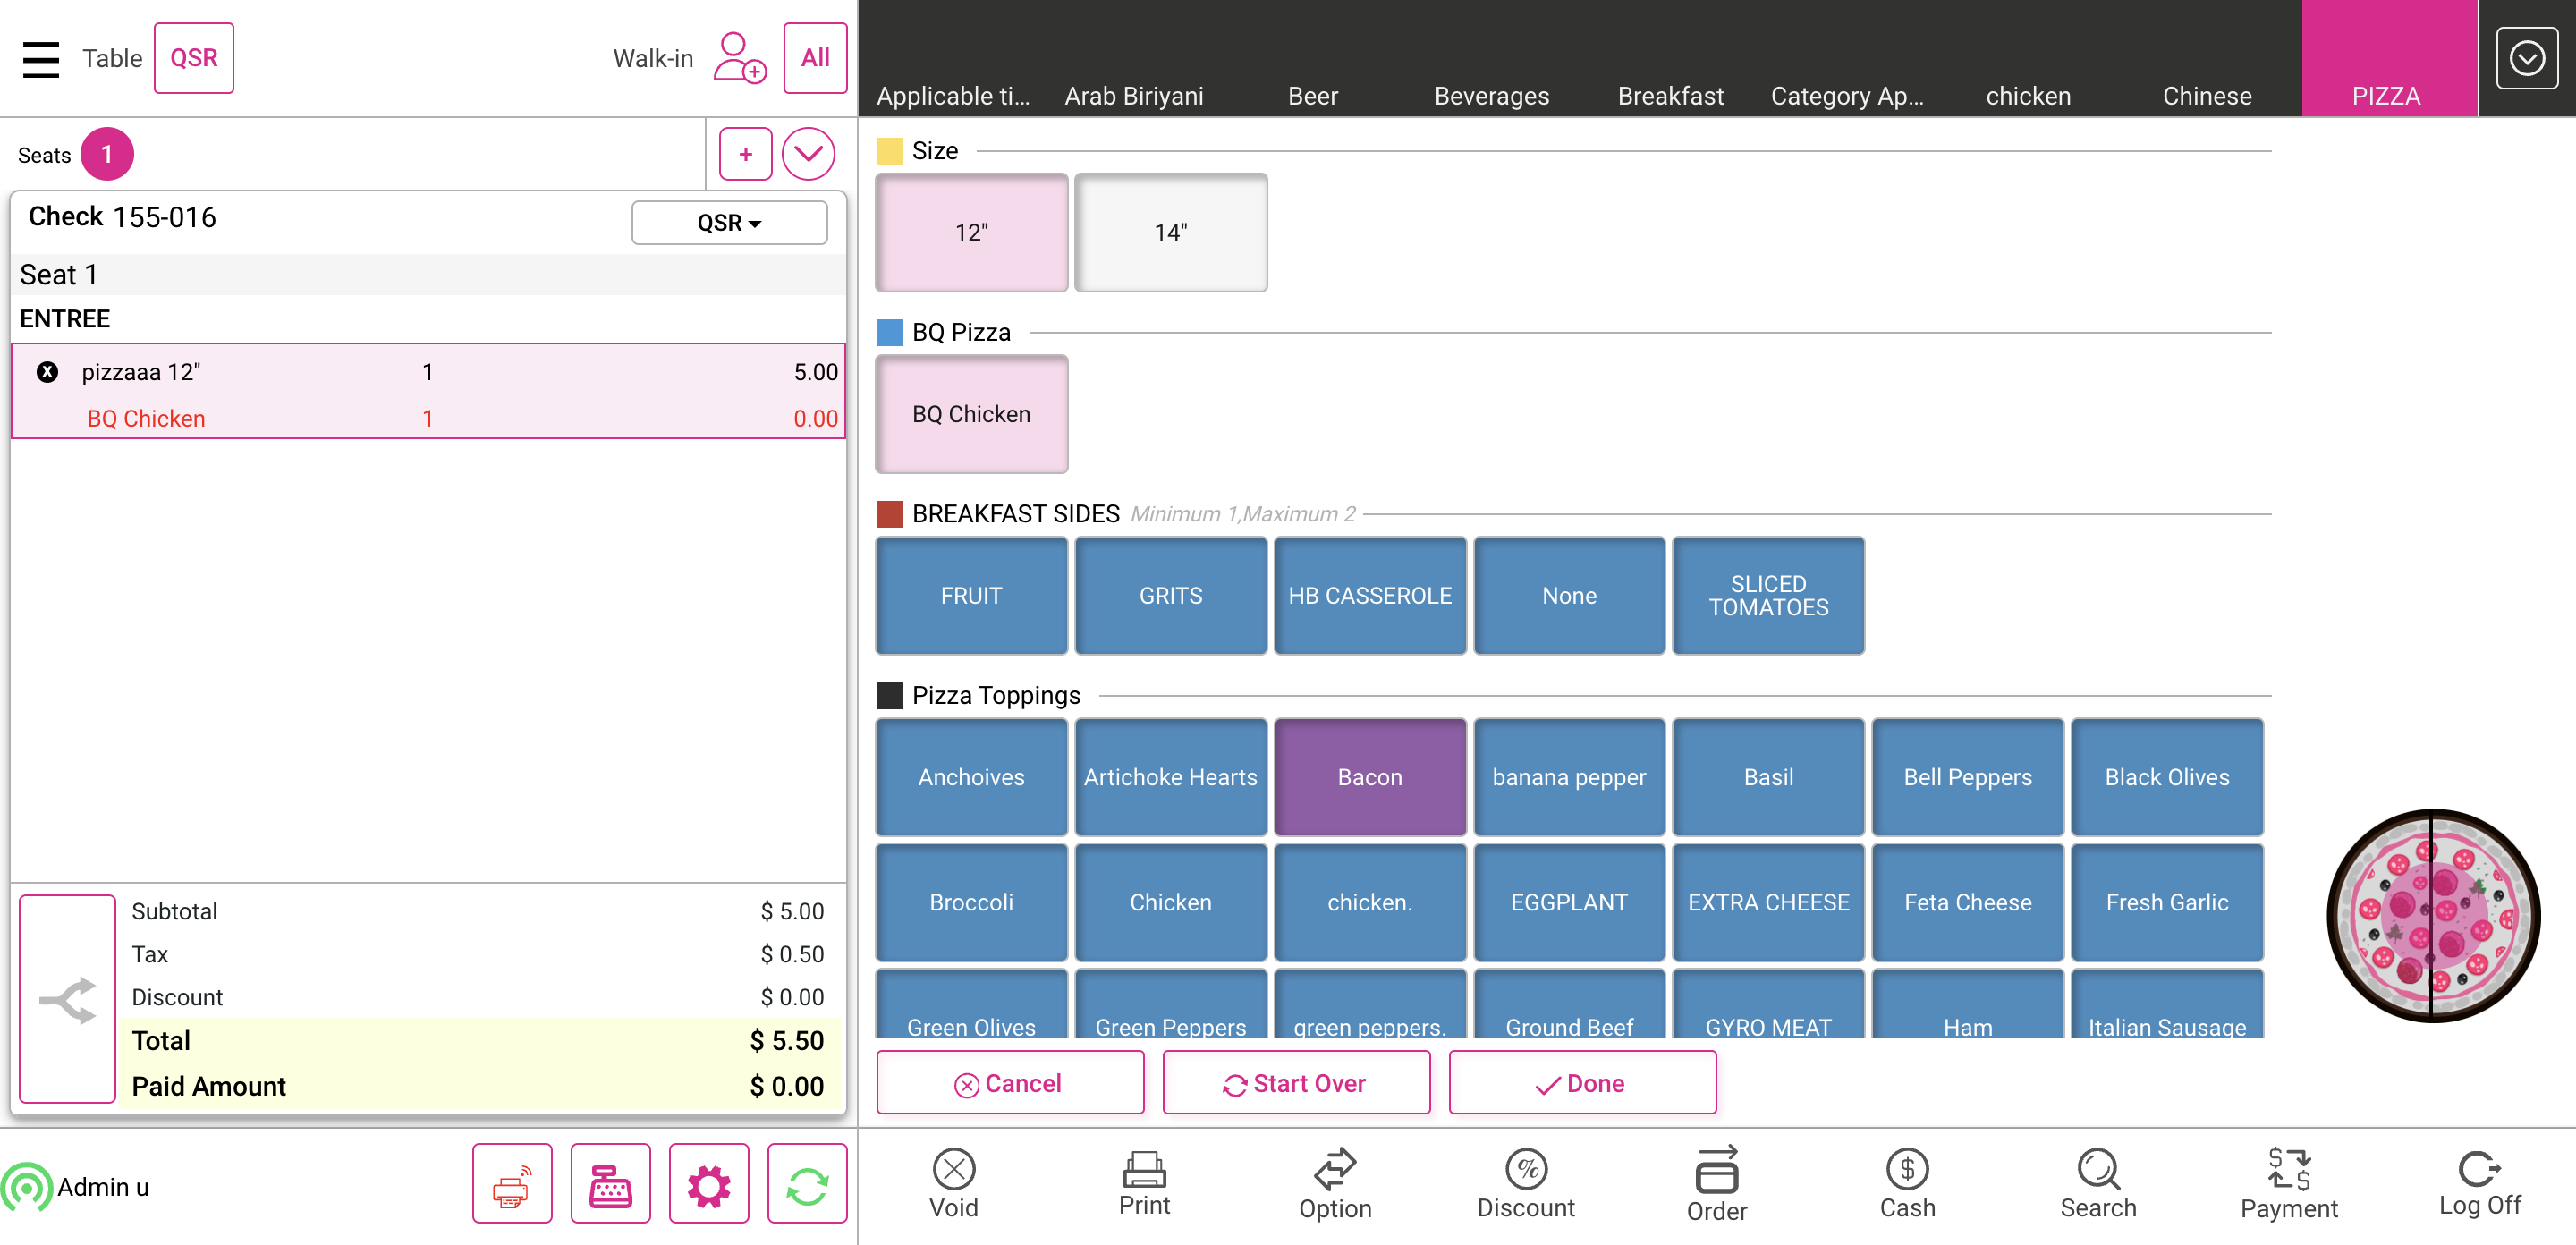 Table QSR Walk-in All
Seats 1 +
Check 155-016 QSR
Seat 1
ENTREE
x pizzaaa 12" 1 5.00
BQ Chicken 1 0.00
Subtotal $ 5.00
Tax $ 0.50
Discount $ 0.00
Total $ 5.50
Paid Amount $ 0.00
Admin u
Applicable ti... Arab Biriyani Beer Beverages Breakfast Category Ap... chicken Chinese PIZZA
Size
12" 14"
BQ Pizza
BQ Chicken
BREAKFAST SIDES Minimum 1,Maximum 2
FRUIT GRITS HB CASSEROLE None SLICED
TOMATOES
Pizza Toppings
Anchoives Artichoke Hearts Bacon banana pepper Basil Bell Peppers Black Olives
Broccoli Chicken chicken. EGGPLANT EXTRA CHEESE Feta Cheese Fresh Garlic
Green Olives Green Peppers green peppers. Ground Beef GYRO MEAT Ham Italian Sausage
Cancel Start Over Done
Void Print Option Discount Order Cash Search Payment Log Off